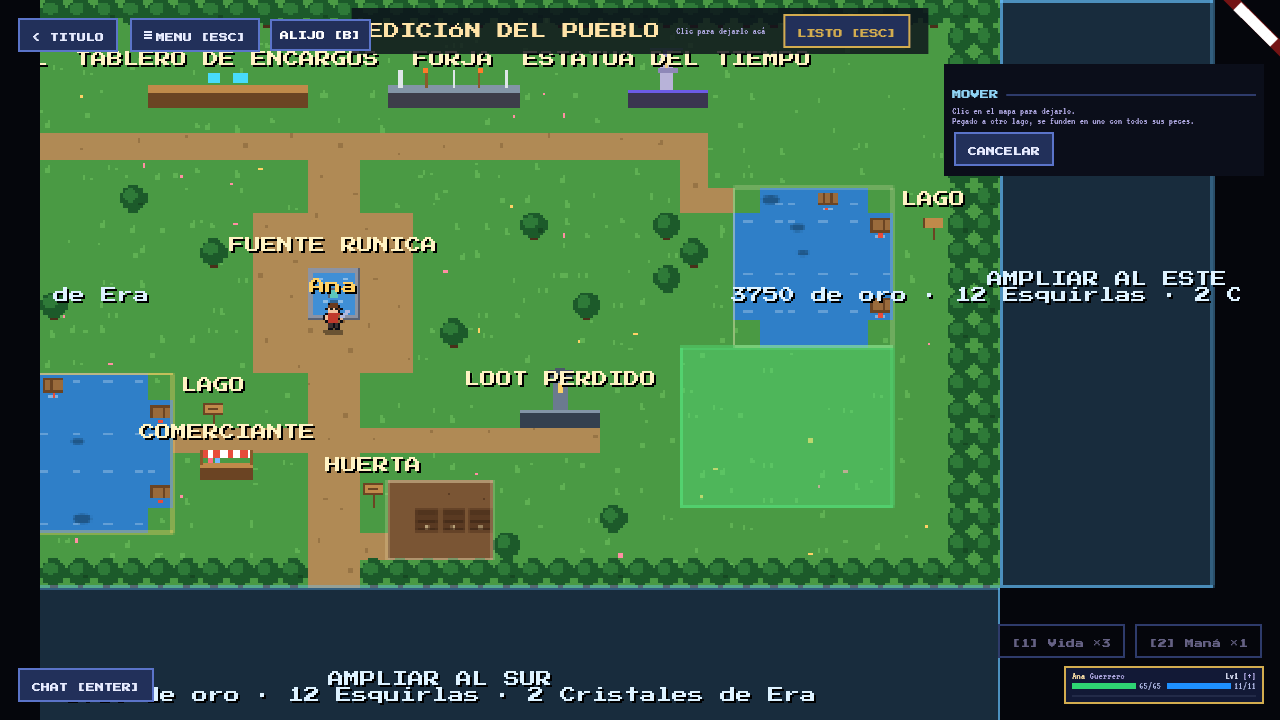 < TITULO
≡ MENU [ESC]
ALIJO [B]
EDICIóN DEL PUEBLO
Clic para dejarlo acá
LISTO [ESC]
TABLERO DE ENCARGOS
FORJA
ESTATUA DEL TIEMPO
MOVER
Clic en el mapa para dejarlo.
Pegado a otro lago, se funden en uno con todos sus peces.
CANCELAR
LAGO
FUENTE RUNICA
Ana
de Era
AMPLIAR AL ESTE
3750 de oro · 12 Esquirlas · 2 C
LAGO
LOOT PERDIDO
COMERCIANTE
HUERTA
[1] Vida ×3
[2] Maná ×1
AMPLIAR AL SUR
de oro · 12 Esquirlas · 2 Cristales de Era
CHAT [ENTER]
Ana Guerrero
Lv1 [+]
65/65
11/11